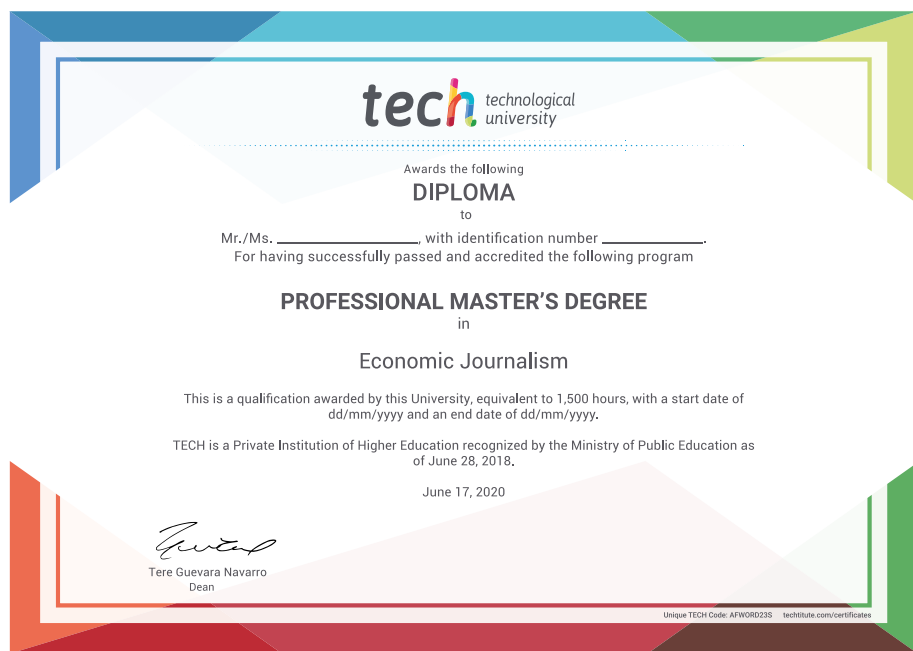 tech technological
university
Awards the following
DIPLOMA
to
Mr./Ms. ____________________, with identification number ______________.
For having successfully passed and accredited the following program
PROFESSIONAL MASTER'S DEGREE
in
Economic Journalism
This is a qualification awarded by this University, equivalent to 1,500 hours, with a start date of
dd/mm/yyyy and an end date of dd/mm/yyyy.
TECH is a Private Institution of Higher Education recognized by the Ministry of Public Education as
of June 28, 2018.
June 17, 2020
Tere Guevara Navarro
Dean
Unique TECH Code: AFWORD23S techtitute.com/certificates